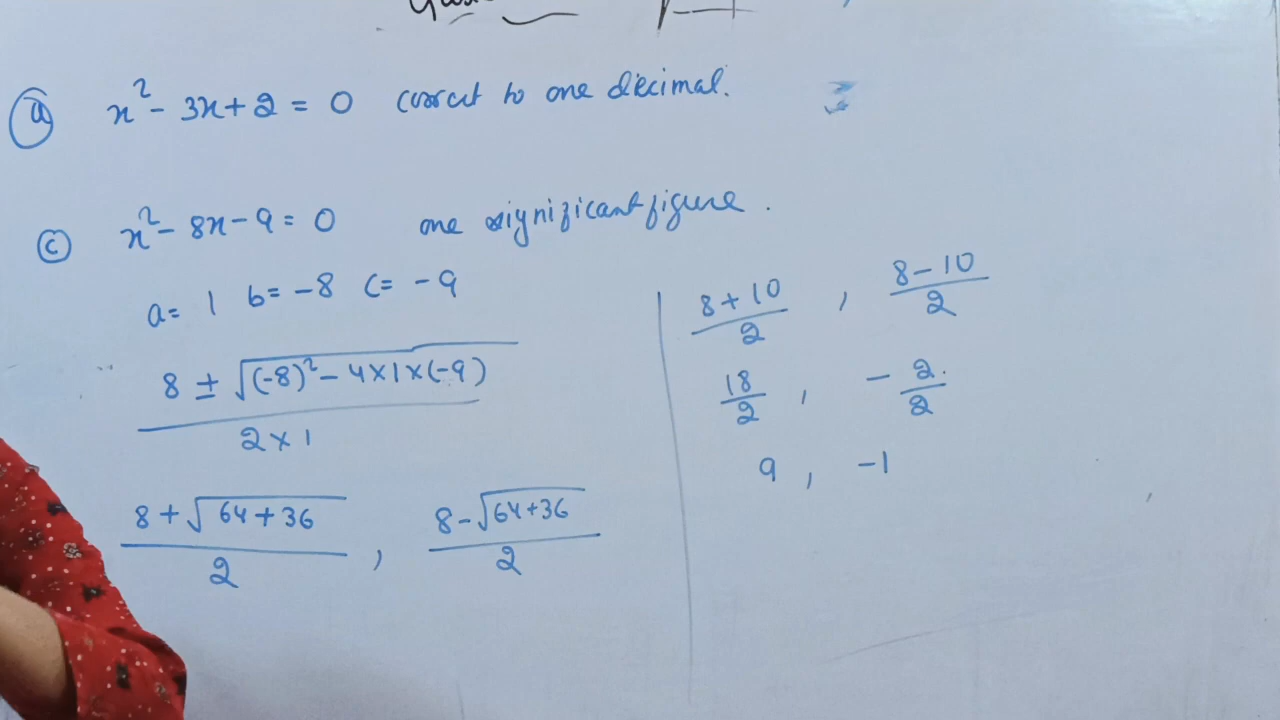 a x² - 3x + 2 = 0 correct to one decimal.
c x² - 8x - 9 = 0 one significant figure.
a = 1 b = -8 c = -9
8 ± √(-8)² - 4×1×(-9)
2 × 1
8 + √64+36 / 2 , 8 - √64+36 / 2
8 + 10 / 2 , 8 - 10 / 2
18 / 2 , - 2 / 2
9 , -1